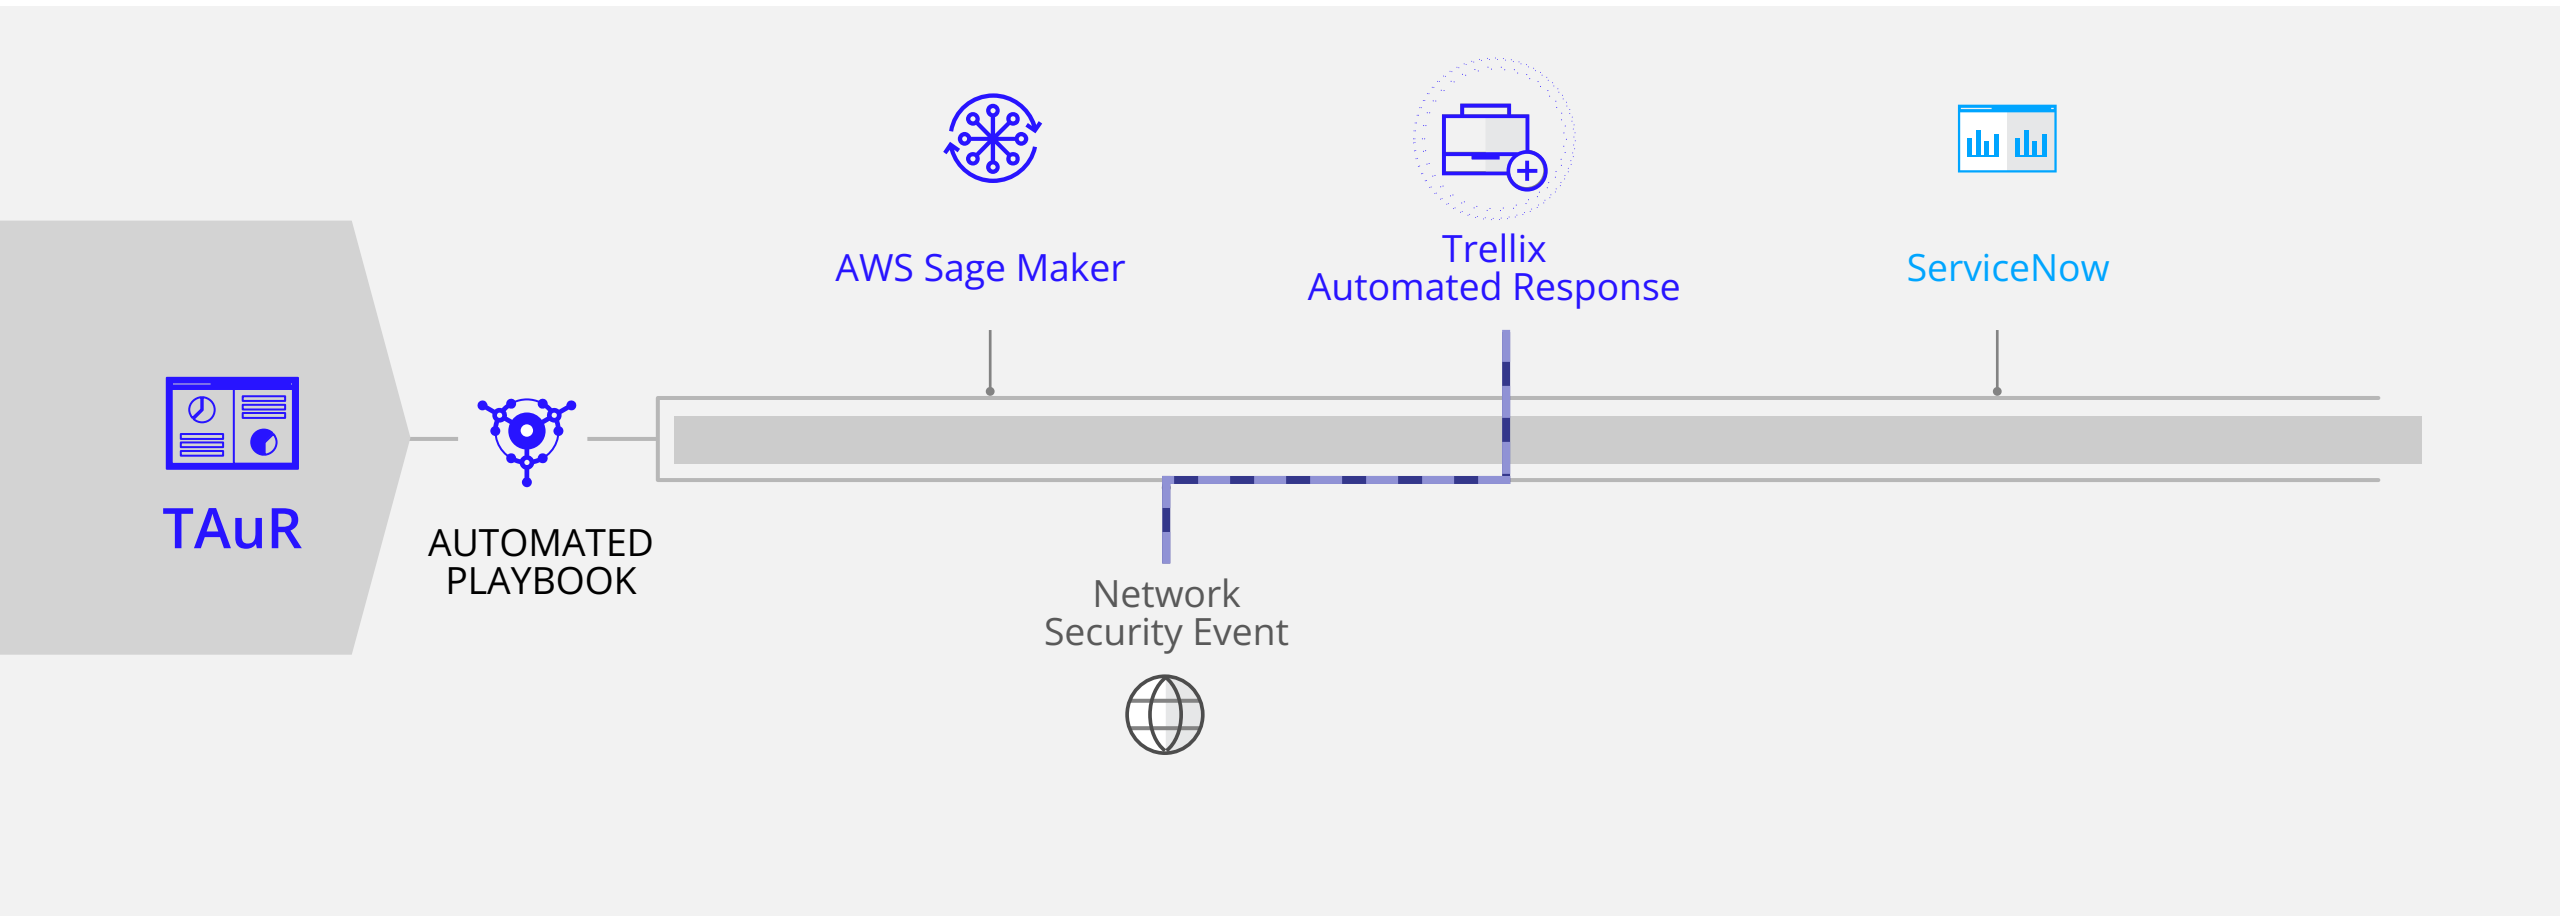 AWS Sage Maker
Trellix
Automated Response
ServiceNow
TAuR
AUTOMATED
PLAYBOOK
Network
Security Event